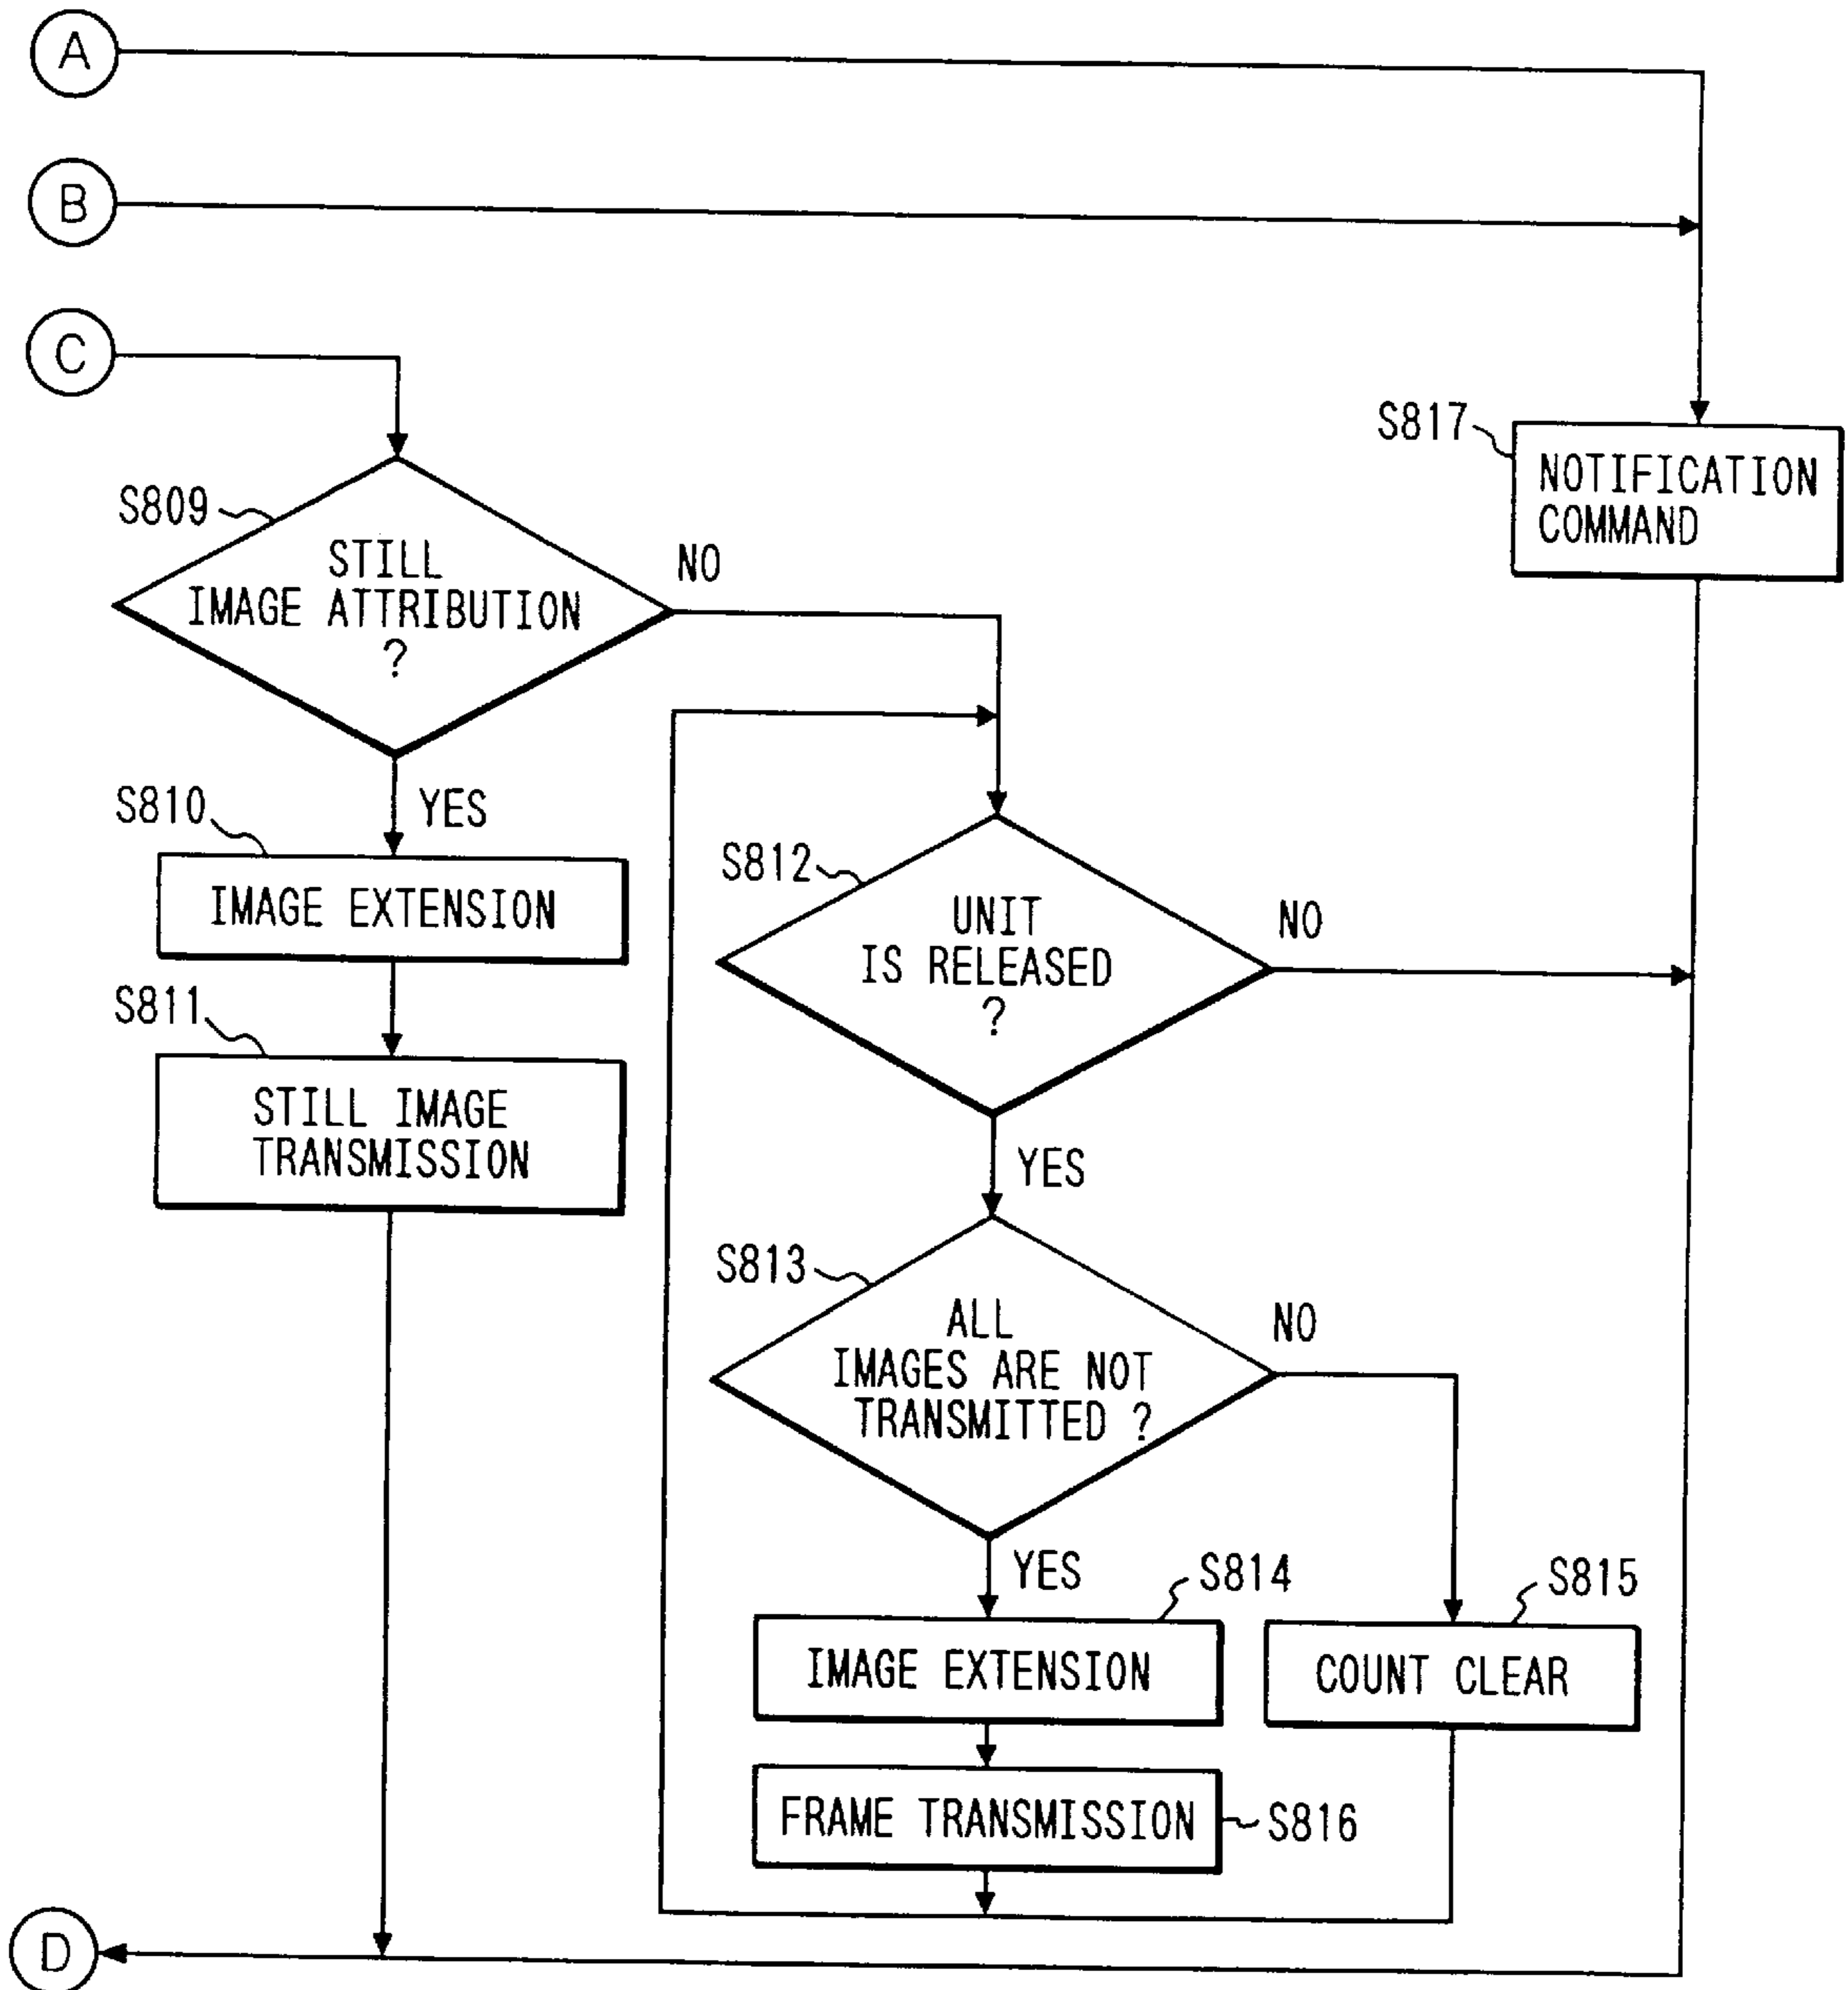 A
B
C
S817
NOTIFICATION
COMMAND
S809
STILL
IMAGE ATTRIBUTION
?
NO
YES
S810
IMAGE EXTENSION
S811
STILL IMAGE
TRANSMISSION
S812
UNIT
IS RELEASED
?
NO
YES
S813
ALL
IMAGES ARE NOT
TRANSMITTED ?
NO
YES
S814
IMAGE EXTENSION
S815
COUNT CLEAR
FRAME TRANSMISSION
S816
D